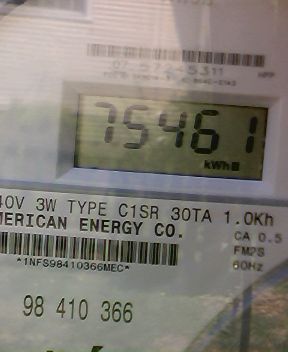 75461
kWh
40V 3W TYPE C1SR 30TA 1.0Kh
MERICAN ENERGY CO.
CA 0.5
*1NFS98410366MEC*
FM2S
60Hz
98 410 366